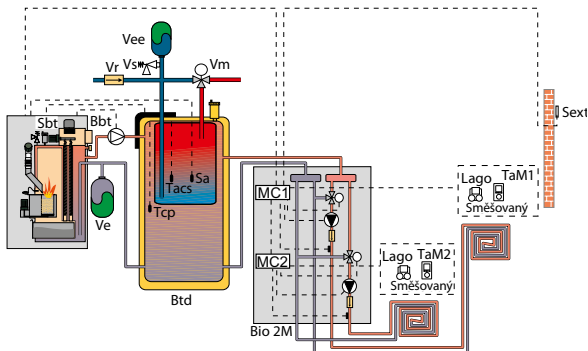 Vee
Vs
Vr
Vm
Sbt
Bbt
Sext
Tacs
Sa
Tcp
Ve
Btd
MC1
MC2
Bio 2M
Lago
TaM1
Směšovaný
Lago
TaM2
Směšovaný